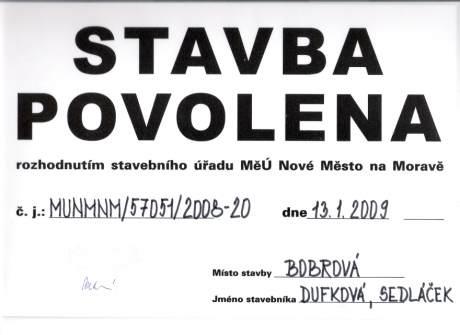 STAVBA
POVOLENA
rozhodnutím stavebního úřadu MěÚ Nové Město na Moravě
č. j.: MUNMNM/57051/2008-20 dne 13.1.2009
Místo stavby BOBROVÁ
Jméno stavebníka DUFKOVÁ, SEDLÁČEK